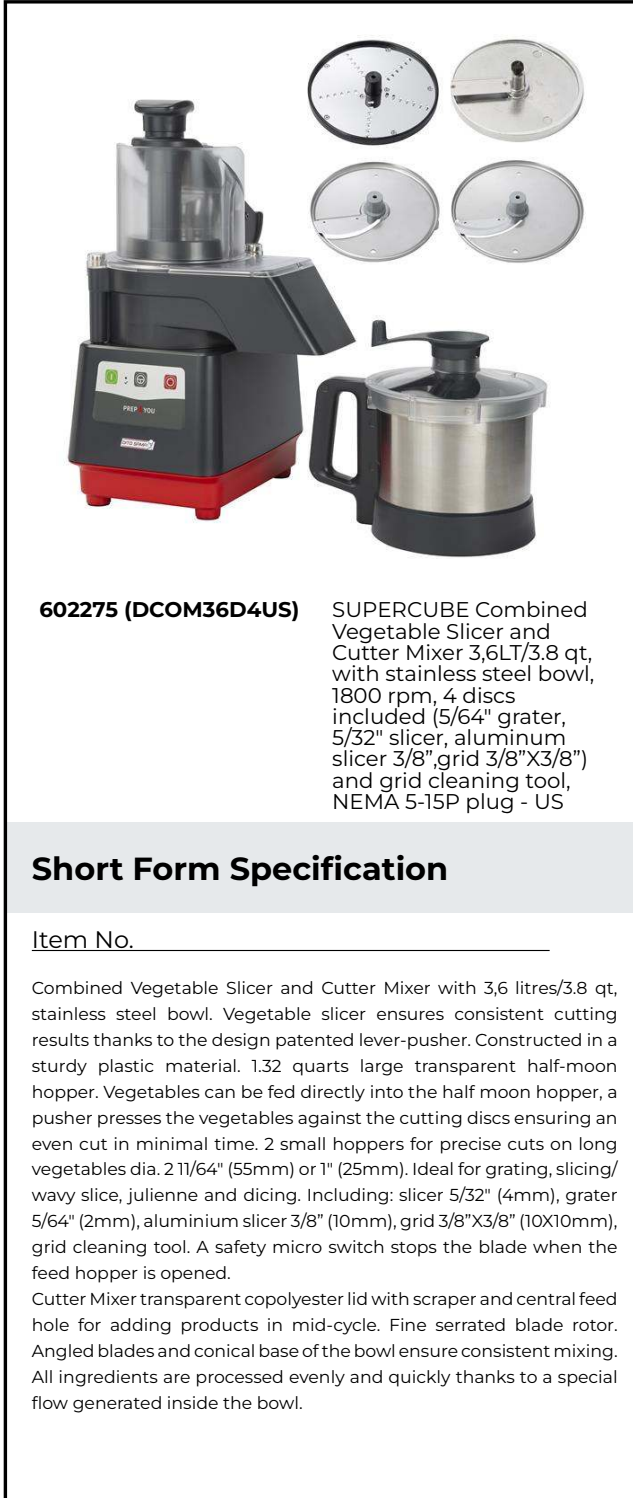 PREP4YOU
DITO SAMA
602275 (DCOM36D4US)
SUPERCUBE Combined
Vegetable Slicer and
Cutter Mixer 3,6LT/3.8 qt,
with stainless steel bowl,
1800 rpm, 4 discs
included (5/64" grater,
5/32" slicer, aluminum
slicer 3/8”,grid 3/8”X3/8”)
and grid cleaning tool,
NEMA 5-15P plug - US
Short Form Specification
Item No.
Combined Vegetable Slicer and Cutter Mixer with 3,6 litres/3.8 qt,
stainless steel bowl. Vegetable slicer ensures consistent cutting
results thanks to the design patented lever-pusher. Constructed in a
sturdy plastic material. 1.32 quarts large transparent half-moon
hopper. Vegetables can be fed directly into the half moon hopper, a
pusher presses the vegetables against the cutting discs ensuring an
even cut in minimal time. 2 small hoppers for precise cuts on long
vegetables dia. 2 11/64" (55mm) or 1" (25mm). Ideal for grating, slicing/
wavy slice, julienne and dicing. Including: slicer 5/32" (4mm), grater
5/64" (2mm), aluminium slicer 3/8” (10mm), grid 3/8”X3/8” (10X10mm),
grid cleaning tool. A safety micro switch stops the blade when the
feed hopper is opened.
Cutter Mixer transparent copolyester lid with scraper and central feed
hole for adding products in mid-cycle. Fine serrated blade rotor.
Angled blades and conical base of the bowl ensure consistent mixing.
All ingredients are processed evenly and quickly thanks to a special
flow generated inside the bowl.